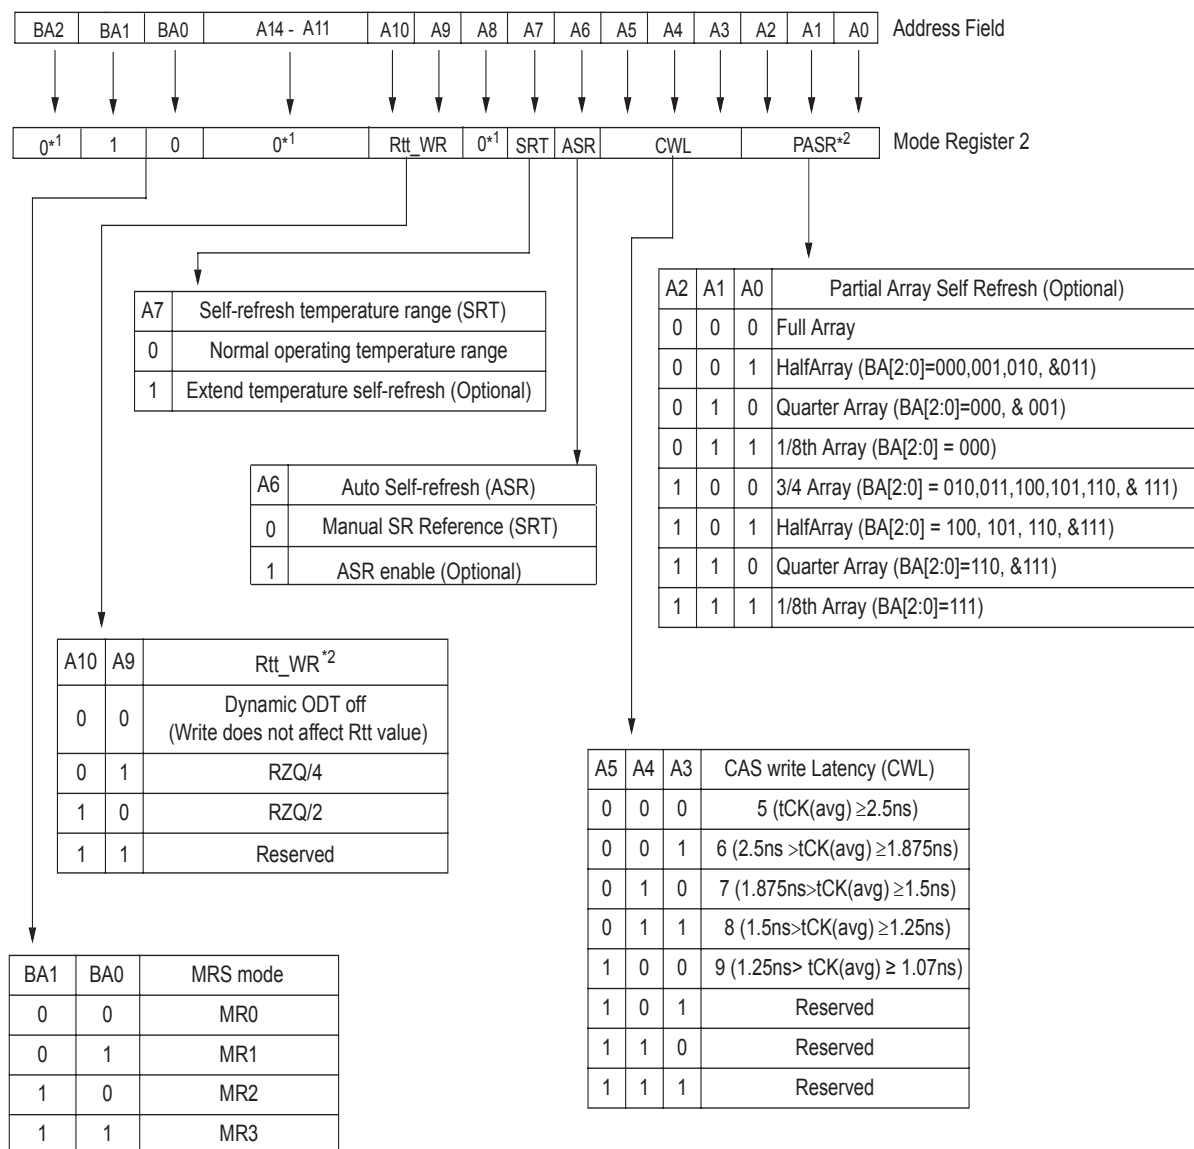 BA2 BA1 BA0 A14 - A11 A10 A9 A8 A7 A6 A5 A4 A3 A2 A1 A0 Address Field
0*1 1 0 0*1 Rtt_WR 0*1 SRT ASR CWL PASR*2 Mode Register 2
A7 Self-refresh temperature range (SRT)
0 Normal operating temperature range
1 Extend temperature self-refresh (Optional)
A2 A1 A0 Partial Array Self Refresh (Optional)
0 0 0 Full Array
0 0 1 HalfArray (BA[2:0]=000,001,010, &011)
0 1 0 Quarter Array (BA[2:0]=000, & 001)
0 1 1 1/8th Array (BA[2:0] = 000)
1 0 0 3/4 Array (BA[2:0] = 010,011,100,101,110, & 111)
1 0 1 HalfArray (BA[2:0] = 100, 101, 110, &111)
1 1 0 Quarter Array (BA[2:0]=110, &111)
1 1 1 1/8th Array (BA[2:0]=111)
A6 Auto Self-refresh (ASR)
0 Manual SR Reference (SRT)
1 ASR enable (Optional)
A10 A9 Rtt_WR*2
0 0 Dynamic ODT off
(Write does not affect Rtt value)
0 1 RZQ/4
1 0 RZQ/2
1 1 Reserved
A5 A4 A3 CAS write Latency (CWL)
0 0 0 5 (tCK(avg) ≥2.5ns)
0 0 1 6 (2.5ns >tCK(avg) ≥1.875ns)
0 1 0 7 (1.875ns>tCK(avg) ≥1.5ns)
0 1 1 8 (1.5ns>tCK(avg) ≥1.25ns)
1 0 0 9 (1.25ns> tCK(avg) ≥ 1.07ns)
1 0 1 Reserved
1 1 0 Reserved
1 1 1 Reserved
BA1 BA0 MRS mode
0 0 MR0
0 1 MR1
1 0 MR2
1 1 MR3